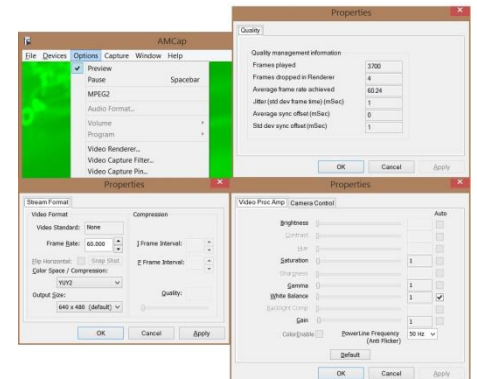 AMCap
File Devices Options Capture Window Help
Preview
Pause Spacebar
MPEG2
Audio Format...
Volume
Program
Video Renderer...
Video Capture Filter...
Video Capture Pin...
Properties
Quality
Quality management information
Frames played 3700
Frames dropped in Renderer 4
Average frame rate achieved 60.24
Jitter (std dev frame time) (mSec) 1
Average sync offset (mSec) 0
Std dev sync offset (mSec) 1
OK Cancel Apply
Properties
Stream Format
Video Format Compression
Video Standard: None
Frame Rate: 60.000 I Frame Interval:
Flip Horizontal: Snap Shot P Frame Interval:
Color Space / Compression:
YUY2
Output Size: Quality:
640 x 480 (default)
OK Cancel Apply
Properties
Video Proc Amp Camera Control
Auto
Brightness
Contrast
Hue
Saturation 1
Sharpness
Gamma 1
White Balance 1
Backlight Comp
Gain 1
ColorEnable PowerLine Frequency 50 Hz
(Anti Flicker)
Default
OK Cancel Apply